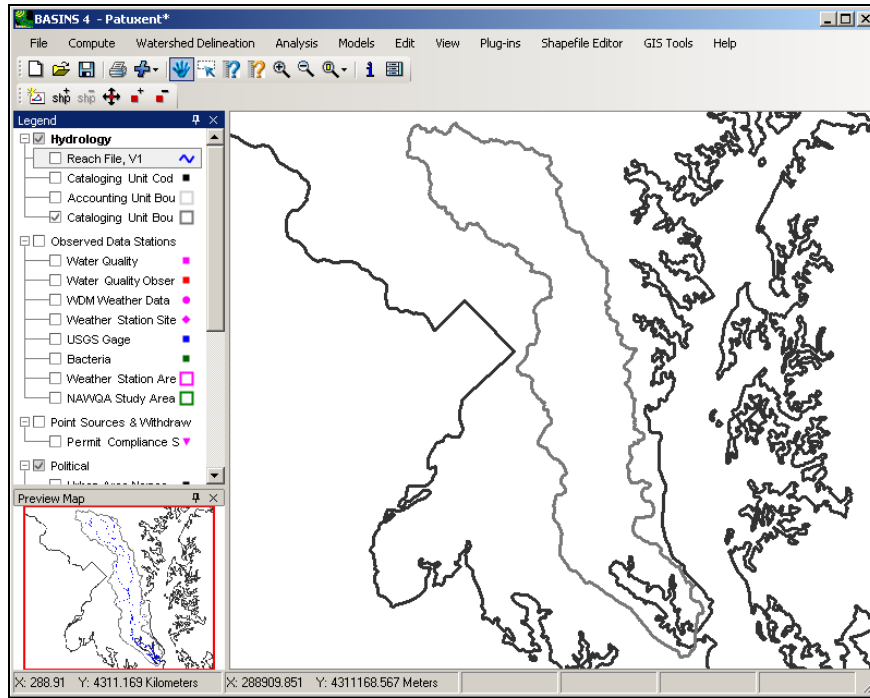 BASINS 4 - Patuxent*
File Compute Watershed Delineation Analysis Models Edit View Plug-ins Shapefile Editor GIS Tools Help
shp shp
Legend
Hydrology
Reach File, V1
Cataloging Unit Cod
Accounting Unit Bou
Cataloging Unit Bou
Observed Data Stations
Water Quality
Water Quality Obser
WDM Weather Data
Weather Station Site
USGS Gage
Bacteria
Weather Station Are
NAWQA Study Area
Point Sources & Withdraw
Permit Compliance S
Political
Preview Map
X: 288.91 Y: 4311.169 Kilometers X: 288909.851 Y: 4311168.567 Meters